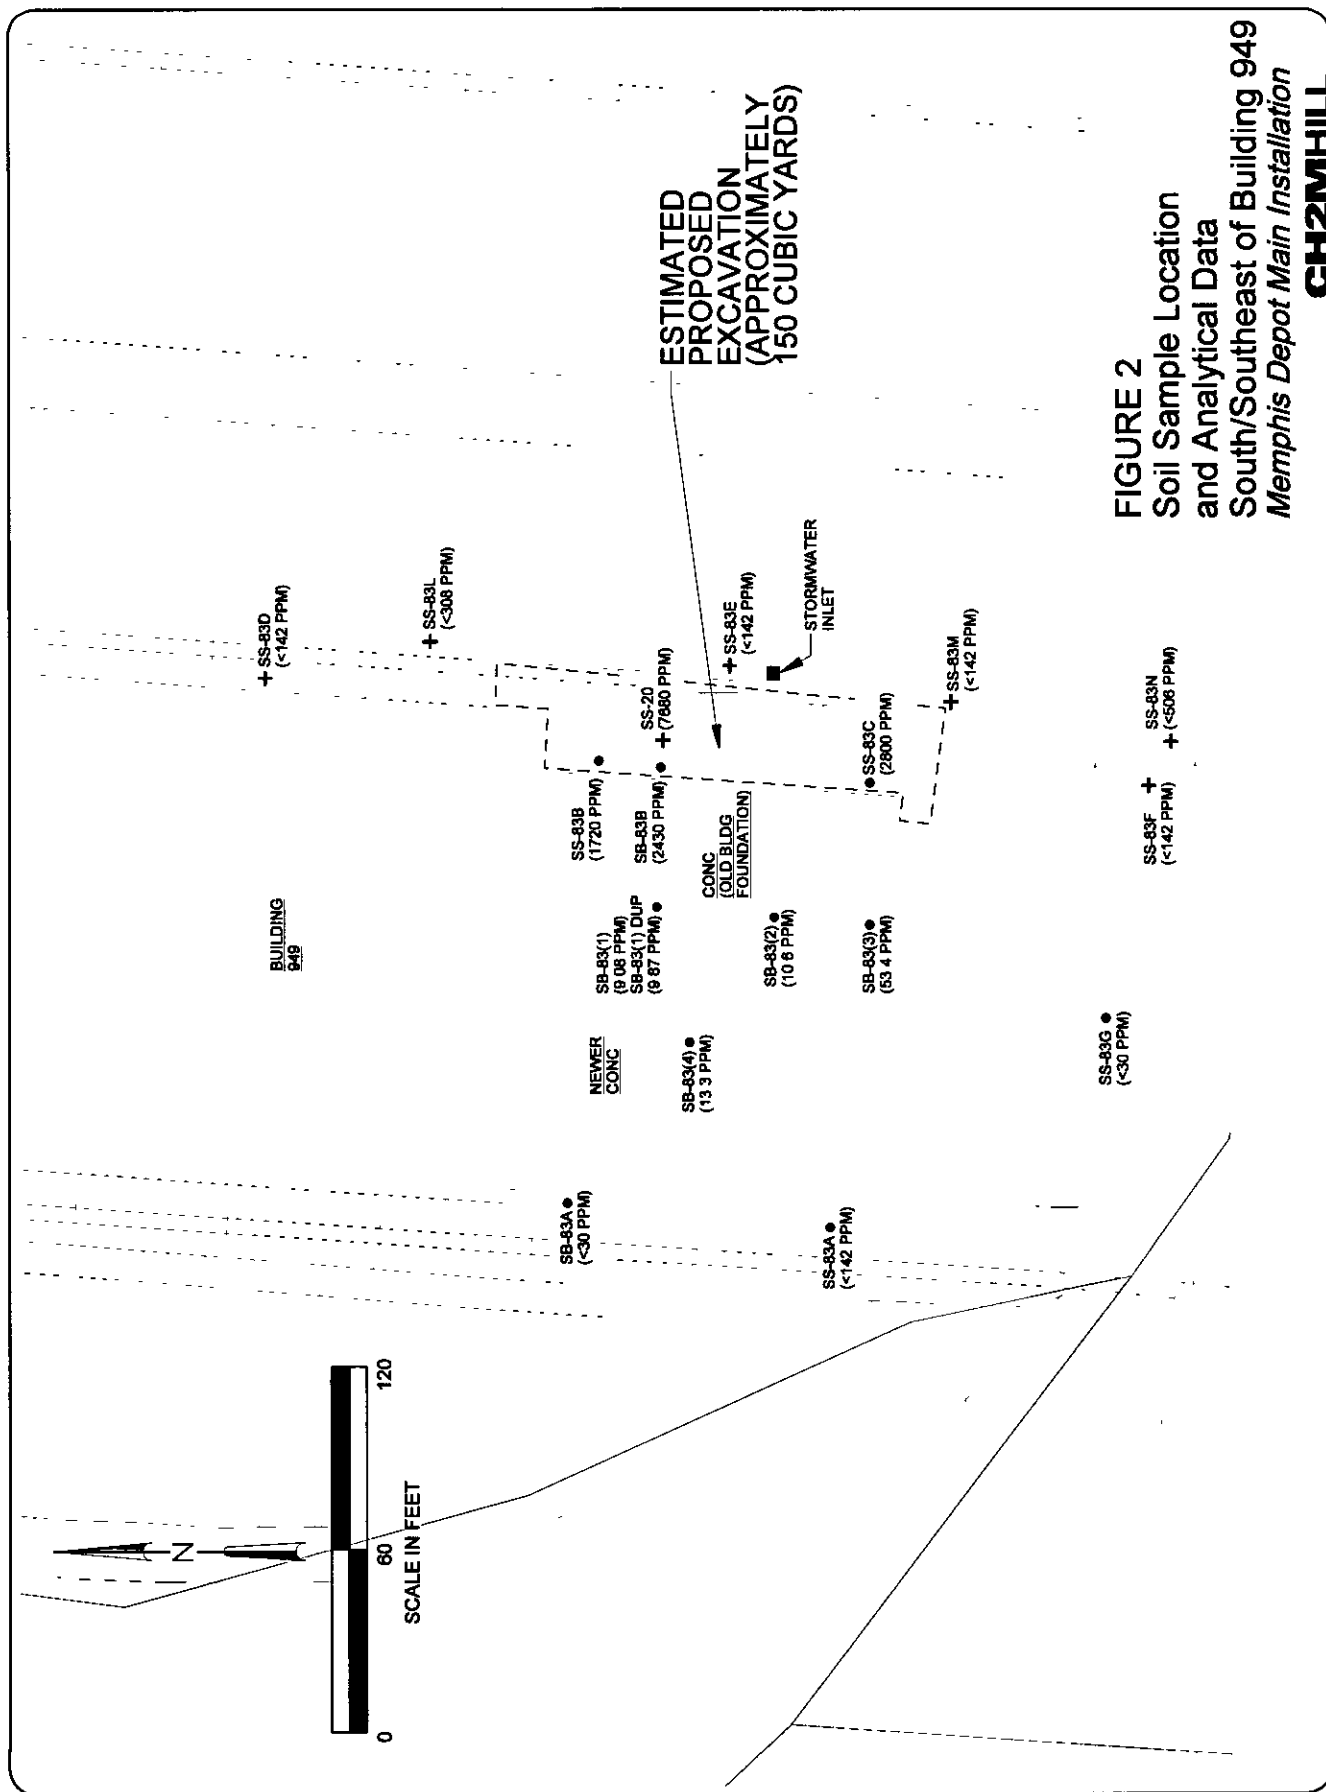 BUILDING
949
SS-83D
(<142 PPM)
SS-83L
(<308 PPM)
NEWER
CONC
SB-83A
(<30 PPM)
SB-83(1)
(9 08 PPM)
SB-83(1) DUP
(9 87 PPM)
SS-83B
(1720 PPM)
SB-83B
(2430 PPM)
SS-20
(7680 PPM)
SB-83(4)
(13 3 PPM)
CONC
(OLD BLDG
FOUNDATION)
SS-83E
(<142 PPM)
ESTIMATED
PROPOSED
EXCAVATION
(APPROXIMATELY
150 CUBIC YARDS)
SB-83(2)
(10 6 PPM)
STORMWATER
INLET
SS-83A
(<142 PPM)
SB-83(3)
(53 4 PPM)
SS-83C
(2800 PPM)
SS-83M
(<142 PPM)
SS-83G
(<30 PPM)
SS-83F
(<142 PPM)
SS-83N
(<506 PPM)
N
0
60
120
SCALE IN FEET
FIGURE 2
Soil Sample Location
and Analytical Data
South/Southeast of Building 949
Memphis Depot Main Installation
CH2MHILL